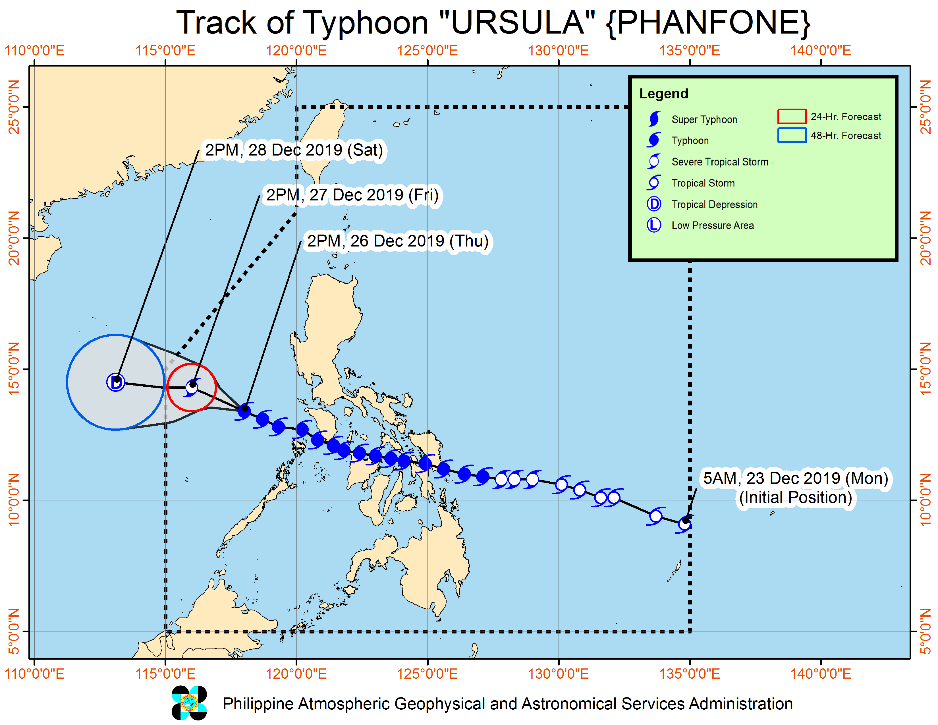 Track of Typhoon "URSULA" {PHANFONE}
110°0'0"E 115°0'0"E 120°0'0"E 125°0'0"E 130°0'0"E 135°0'0"E 140°0'0"E
25°0'0"N
20°0'0"N
15°0'0"N
10°0'0"N
5°0'0"N
2PM, 28 Dec 2019 (Sat)
2PM, 27 Dec 2019 (Fri)
2PM, 26 Dec 2019 (Thu)
5AM, 23 Dec 2019 (Mon)
(Initial Position)
D
Legend
Super Typhoon
Typhoon
Severe Tropical Storm
Tropical Storm
D Tropical Depression
L Low Pressure Area
24-Hr. Forecast
48-Hr. Forecast
25°0'0"N
20°0'0"N
15°0'0"N
10°0'0"N
5°0'0"N
110°0'0"E 115°0'0"E 120°0'0"E 125°0'0"E 130°0'0"E 135°0'0"E 140°0'0"E
Philippine Atmospheric Geophysical and Astronomical Services Administration